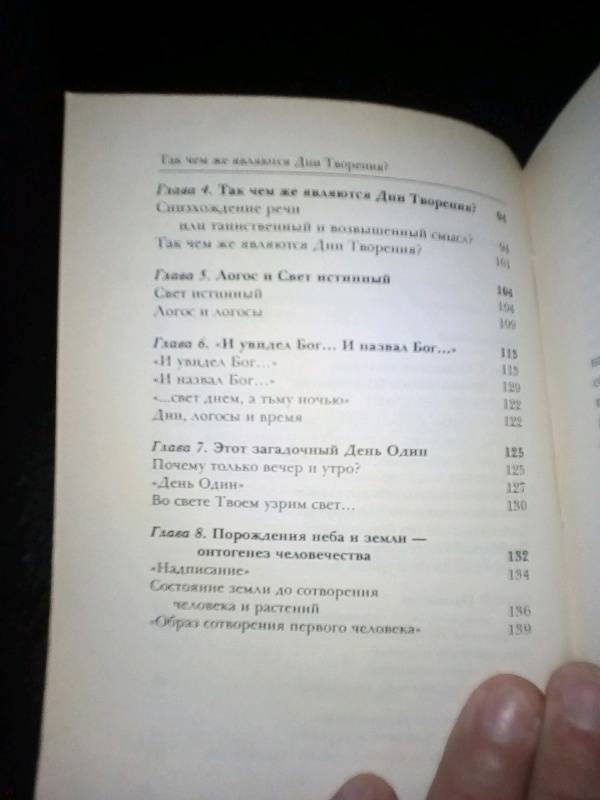 Так чем же являются Дни Творения?
Глава 4. Так чем же являются Дни Творения? 94
Снизхождение речи
или таинственный и возвышенный смысл? 94
Так чем же являются Дни Творения? 101
Глава 5. Логос и Свет истинный 104
Свет истинный 104
Логос и логосы 109
Глава 6. «И увидел Бог... И назвал Бог...» 113
«И увидел Бог...» 113
«И назвал Бог...» 120
«...свет днем, а тьму ночью» 122
Дни, логосы и время 122
Глава 7. Этот загадочный День Один 125
Почему только вечер и утро? 125
«День Один» 127
Во свете Твоем узрим свет... 130
Глава 8. Порождения неба и земли —
онтогенез человечества 132
«Надписание» 134
Состояние земли до сотворения
человека и растений 136
«Образ сотворения первого человека» 139